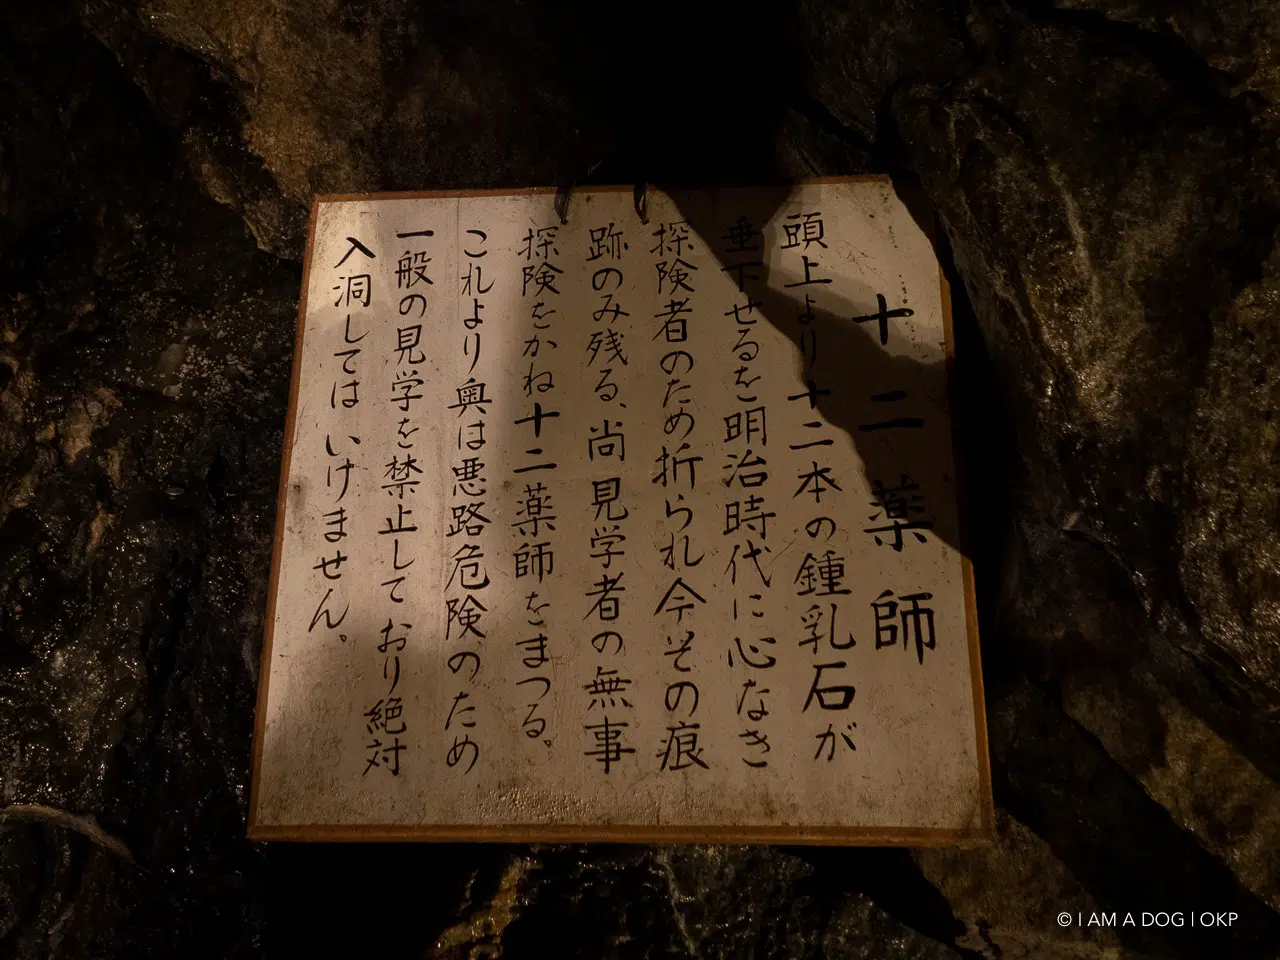 十二薬師
頭上より十二本の鍾乳石が
垂下せるを明治時代に心なき
探険者のため折られ今その痕
跡のみ残る、尚見学者の無事
探険をかね十二薬師をまつる。
これより奥は悪路危険のため
一般の見学を禁止しており絶対
入洞しては いけません。
© I AM A DOG | OKP